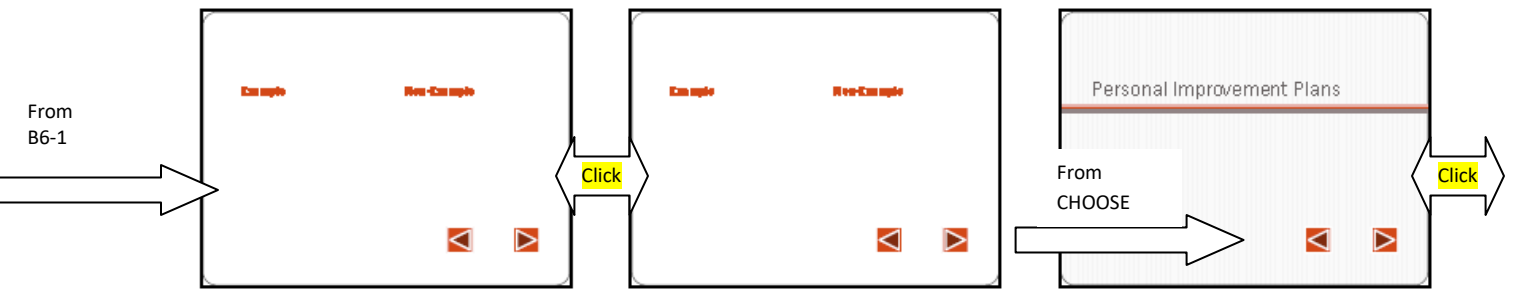 From
B6-1
Example
Non-Example
Click
Example
Non-Example
From
CHOOSE
Personal Improvement Plans
Click